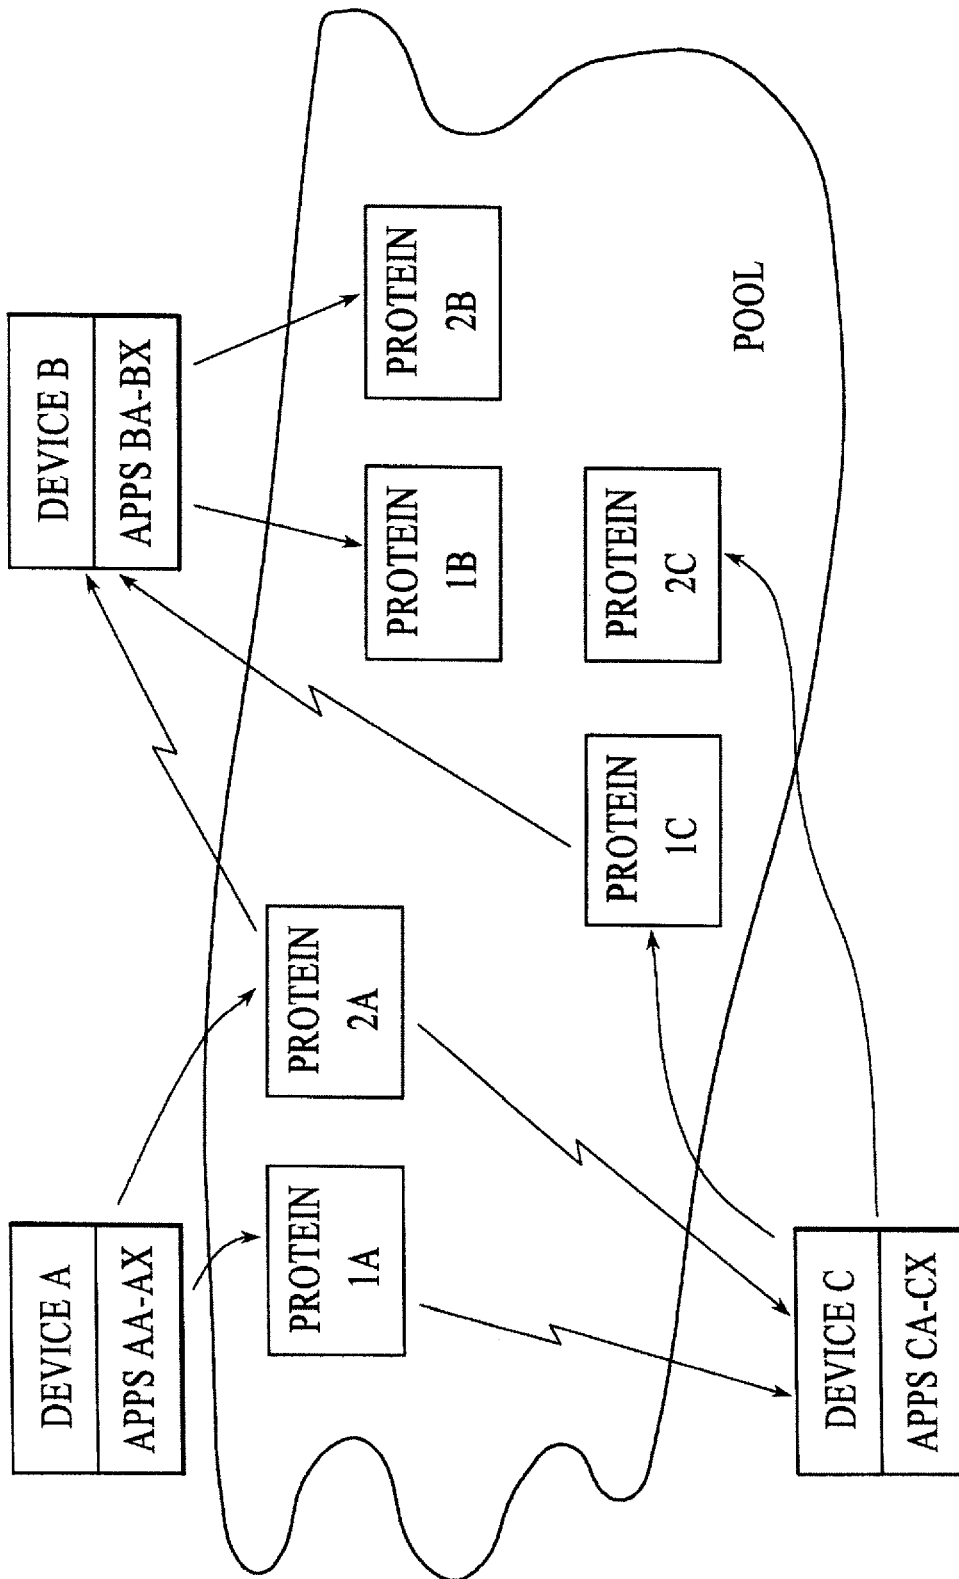 DEVICE A
APPS AA-AX
DEVICE B
APPS BA-BX
PROTEIN
1A
PROTEIN
2A
PROTEIN
1B
PROTEIN
2B
PROTEIN
1C
PROTEIN
2C
POOL
DEVICE C
APPS CA-CX